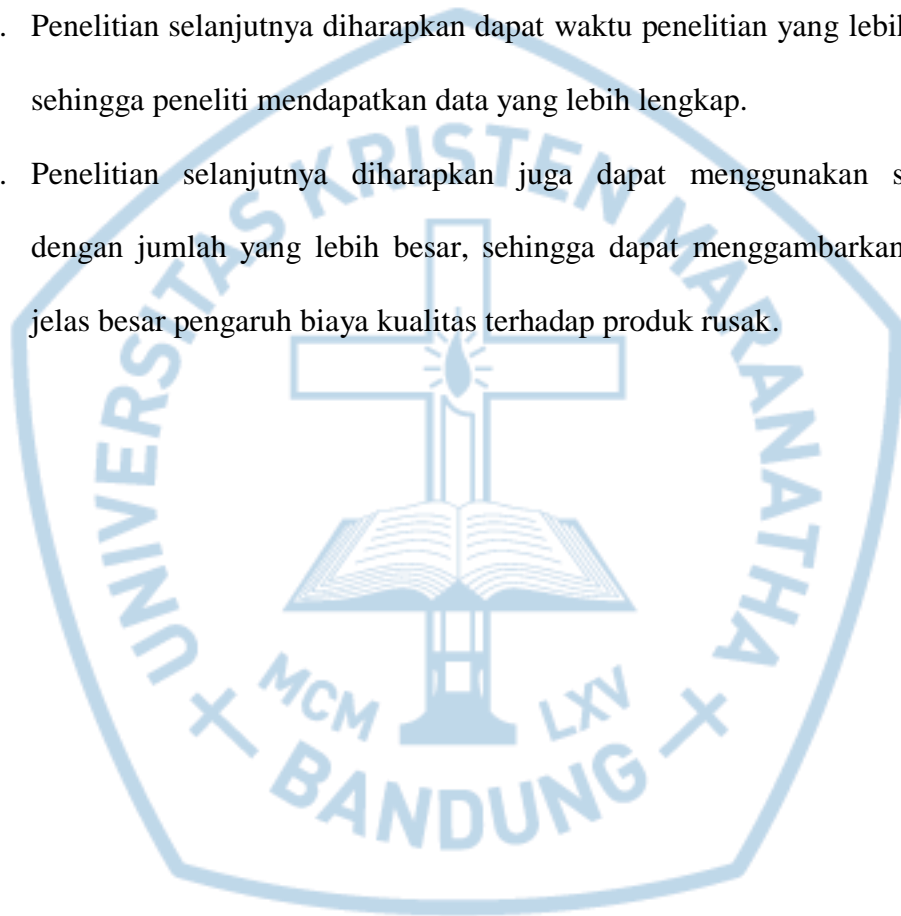 . Penelitian selanjutnya diharapkan dapat waktu penelitian yang lebih
sehingga peneliti mendapatkan data yang lebih lengkap.
. Penelitian selanjutnya diharapkan juga dapat menggunakan s
dengan jumlah yang lebih besar, sehingga dapat menggambarkan
jelas besar pengaruh biaya kualitas terhadap produk rusak.
UNIVERSITAS KRISTEN MARANATHA
MCM LXV
BANDUNG